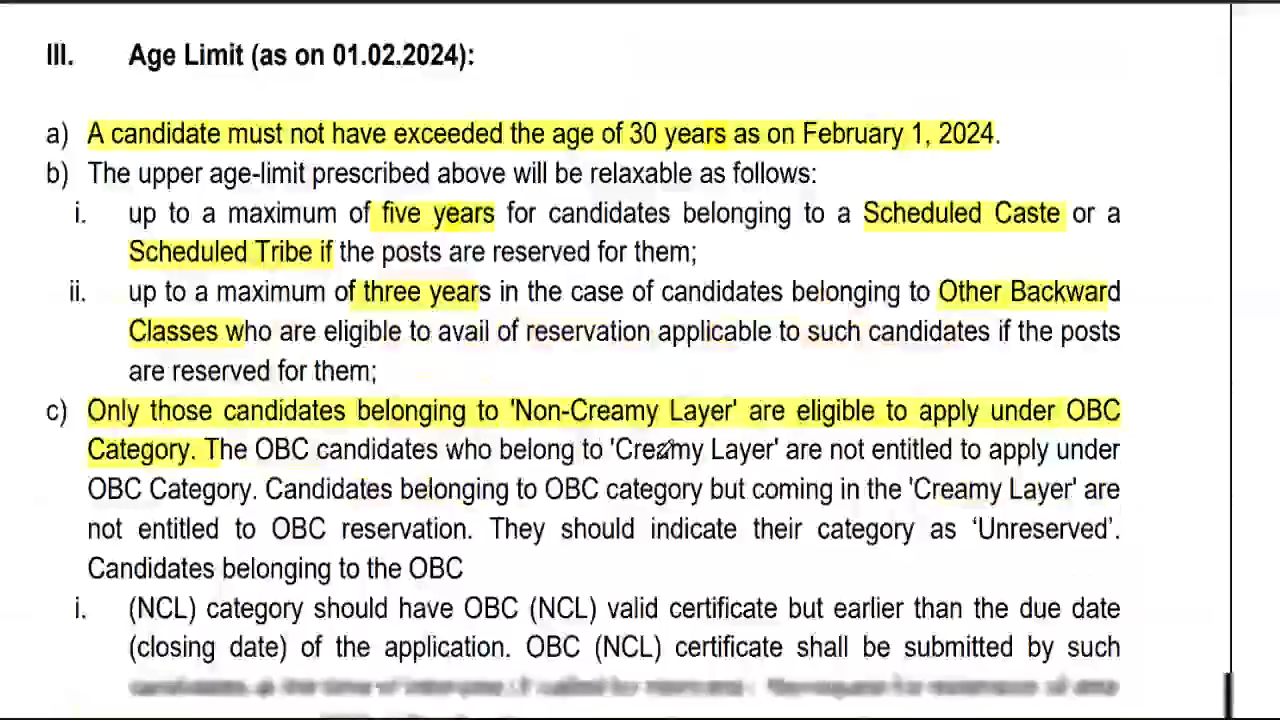 III. Age Limit (as on 01.02.2024):
a) A candidate must not have exceeded the age of 30 years as on February 1, 2024.
b) The upper age-limit prescribed above will be relaxable as follows:
i. up to a maximum of five years for candidates belonging to a Scheduled Caste or a
Scheduled Tribe if the posts are reserved for them;
ii. up to a maximum of three years in the case of candidates belonging to Other Backward
Classes who are eligible to avail of reservation applicable to such candidates if the posts
are reserved for them;
c) Only those candidates belonging to 'Non-Creamy Layer' are eligible to apply under OBC
Category. The OBC candidates who belong to 'Creamy Layer' are not entitled to apply under
OBC Category. Candidates belonging to OBC category but coming in the 'Creamy Layer' are
not entitled to OBC reservation. They should indicate their category as ‘Unreserved’.
Candidates belonging to the OBC
i. (NCL) category should have OBC (NCL) valid certificate but earlier than the due date
(closing date) of the application. OBC (NCL) certificate shall be submitted by such